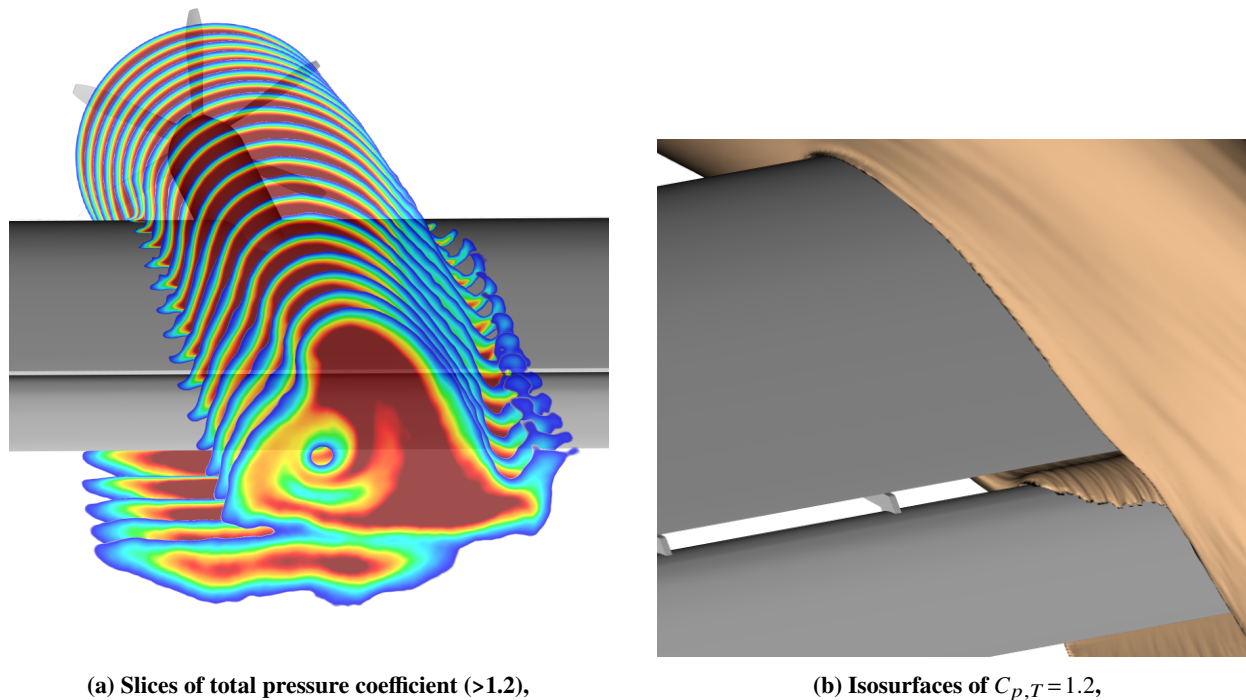 (a) Slices of total pressure coefficient (>1.2),
(b) Isosurfaces of C_{p,T} = 1.2,